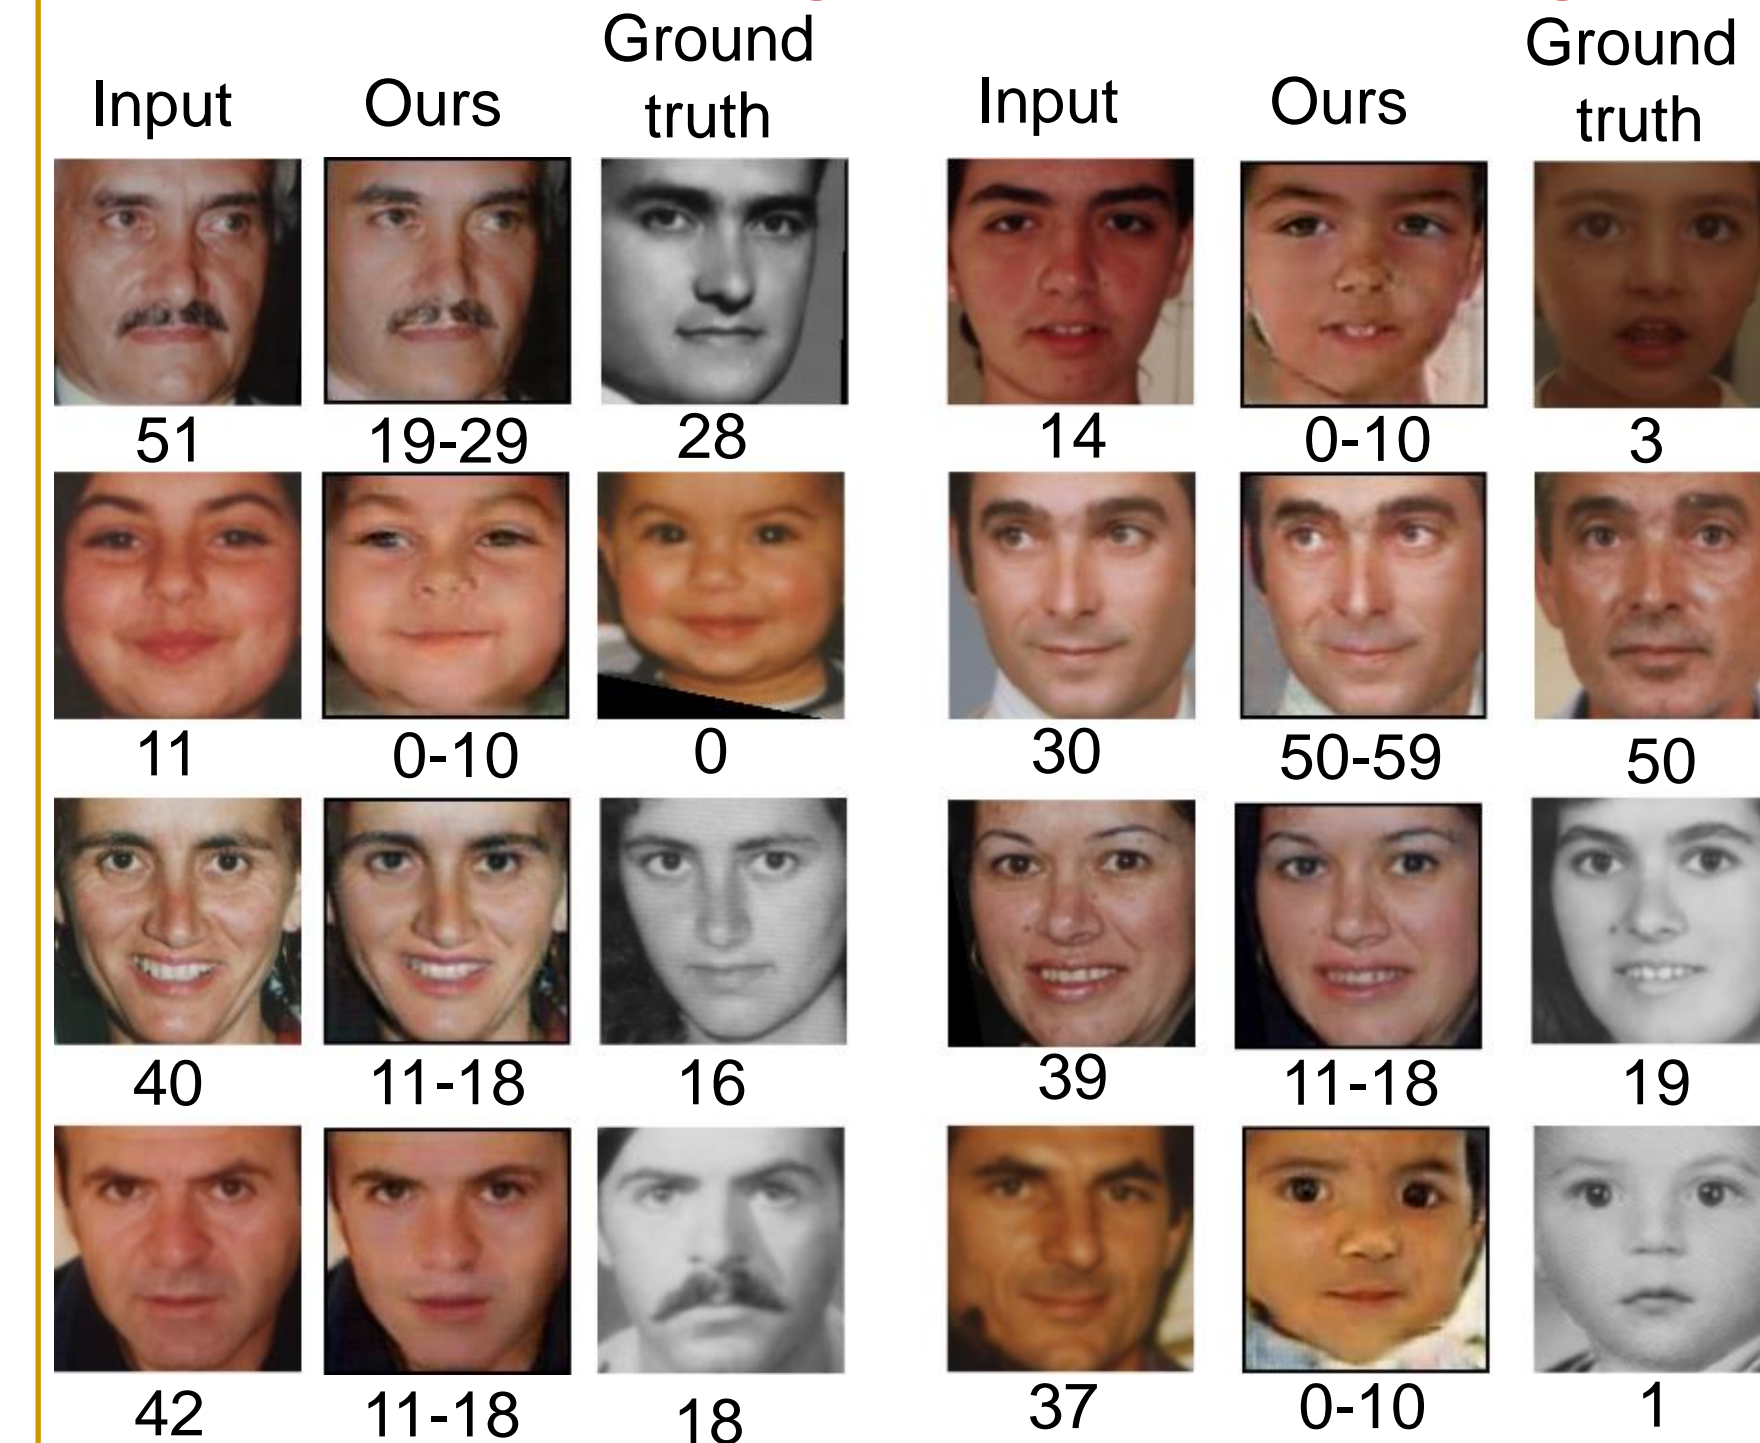 Input Ours Ground truth Input Ours Ground truth
51 19-29 28 14 0-10 3
11 0-10 0 30 50-59 50
40 11-18 16 39 11-18 19
42 11-18 18 37 0-10 1